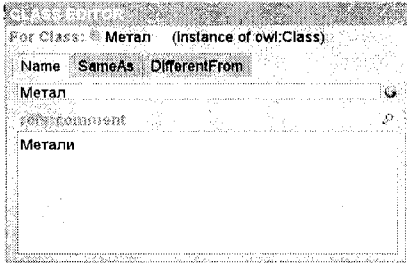 CLASS EDITOR
For Class: Метал (instance of owl:Class)
Name SameAs DifferentFrom
Метал
rdfs:comment
Метали